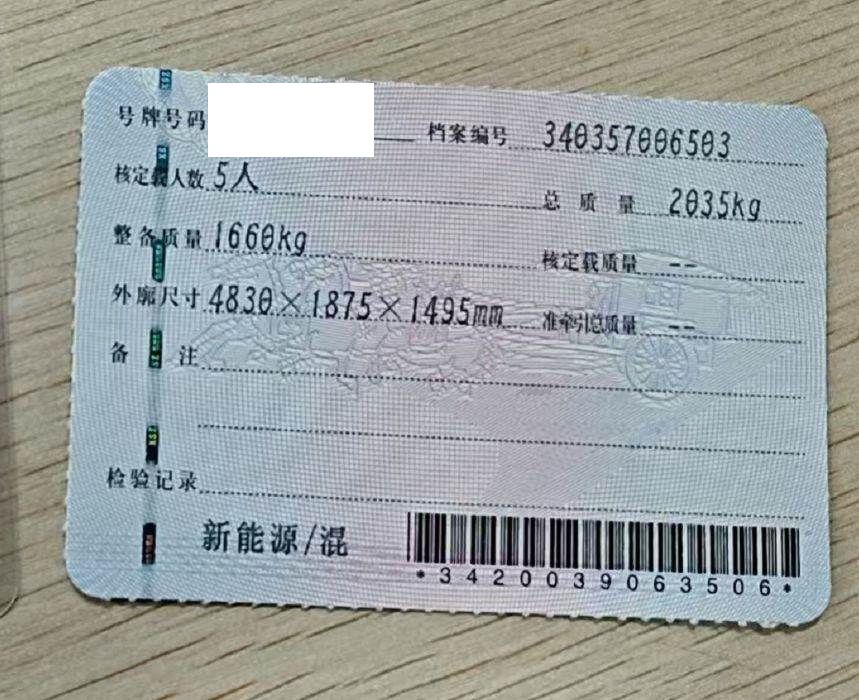 号牌号码 档案编号 340357006503
核定载人数 5人 总质量 2035kg
整备质量 1660kg 核定载质量 --
外廓尺寸 4830×1875×1495mm 准牵引总质量 --
备注
检验记录
新能源/混
*3420039063506*